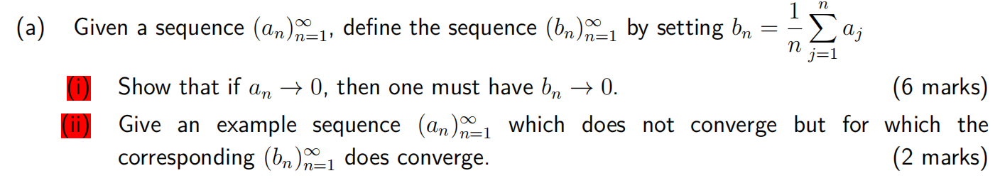 (a) Given a sequence $(a_n)_{n=1}^{\infty}$, define the sequence $(b_n)_{n=1}^{\infty}$ by setting $b_n = \frac{1}{n} \sum_{j=1}^{n} a_j$
(i) Show that if $a_n \to 0$, then one must have $b_n \to 0$. (6 marks)
(ii) Give an example sequence $(a_n)_{n=1}^{\infty}$ which does not converge but for which the
corresponding $(b_n)_{n=1}^{\infty}$ does converge. (2 marks)